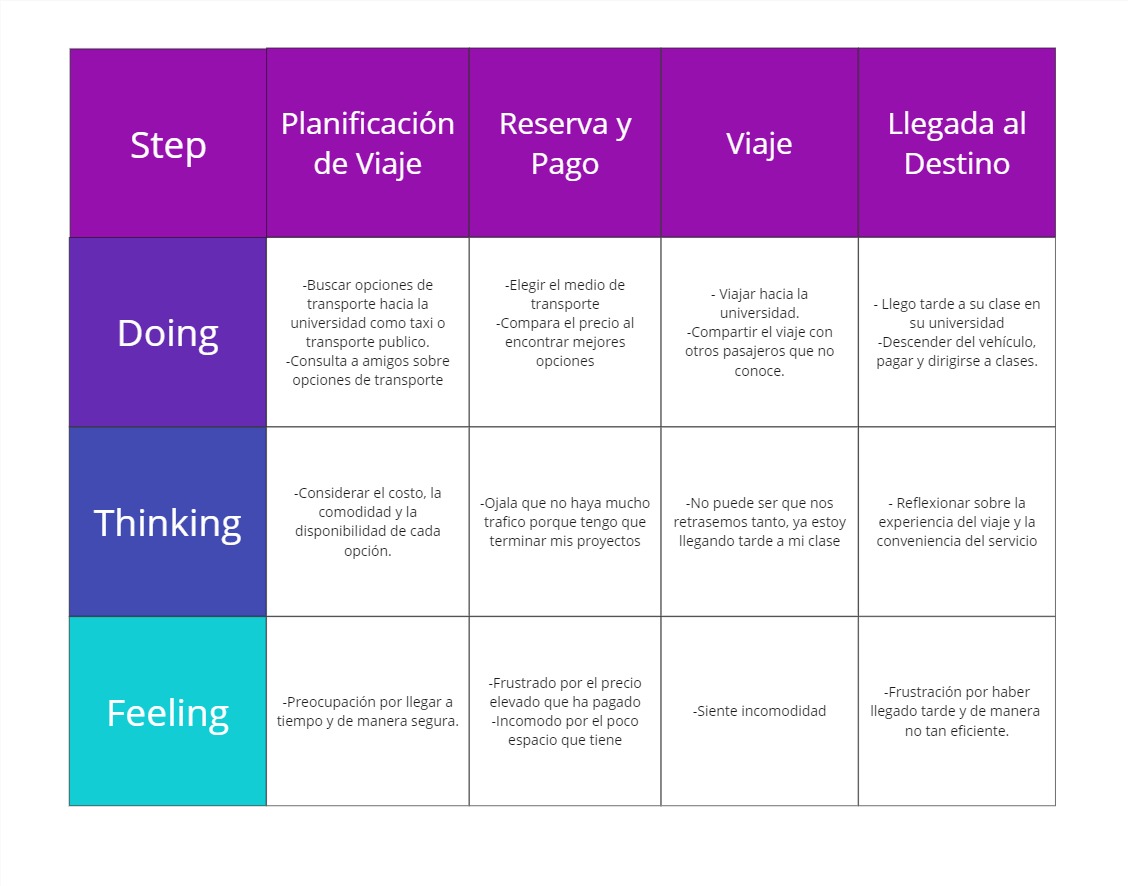 Step
Planificación
de Viaje
Reserva y
Pago
Viaje
Llegada al
Destino
Doing
-Buscar opciones de
transporte hacia la
universidad como taxi o
transporte publico.
-Consulta a amigos sobre
opciones de transporte
-Elegir el medio de
transporte
-Compara el precio al
encontrar mejores
opciones
- Viajar hacia la
universidad.
-Compartir el viaje con
otros pasajeros que no
conoce.
- Llego tarde a su clase en
su universidad
-Descender del vehículo,
pagar y dirigirse a clases.
Thinking
-Considerar el costo, la
comodidad y la
disponibilidad de cada
opción.
-Ojala que no haya mucho
trafico porque tengo que
terminar mis proyectos
-No puede ser que nos
retrasemos tanto, ya estoy
llegando tarde a mi clase
- Reflexionar sobre la
experiencia del viaje y la
conveniencia del servicio
Feeling
-Preocupación por llegar a
tiempo y de manera segura.
-Frustrado por el precio
elevado que ha pagado
-Incomodo por el poco
espacio que tiene
-Siente incomodidad
-Frustración por haber
llegado tarde y de manera
no tan eficiente.